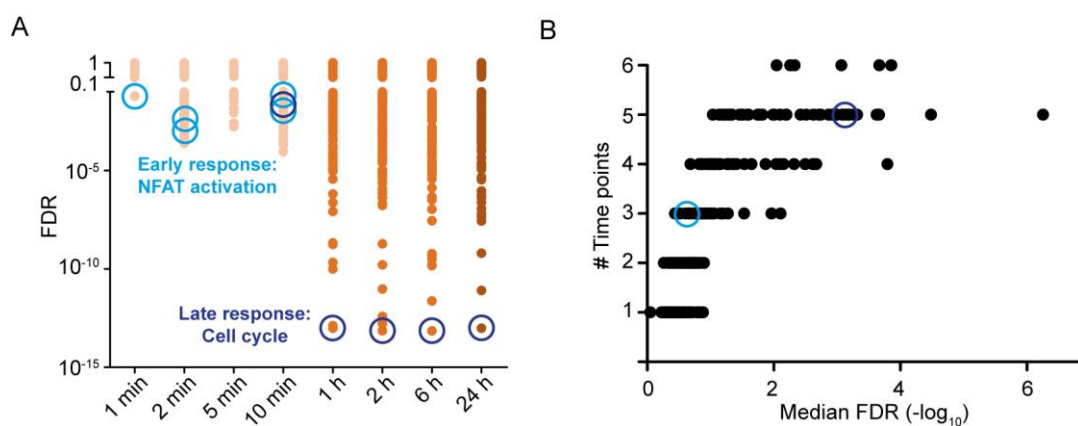 A
FDR
1
0.1
10-5
10-10
10-15
Early response:
NFAT activation
Late response:
Cell cycle
1 min
2 min
5 min
10 min
1 h
2 h
6 h
24 h
B
# Time points
6
5
4
3
2
1
0
2
4
6
Median FDR (-log10)